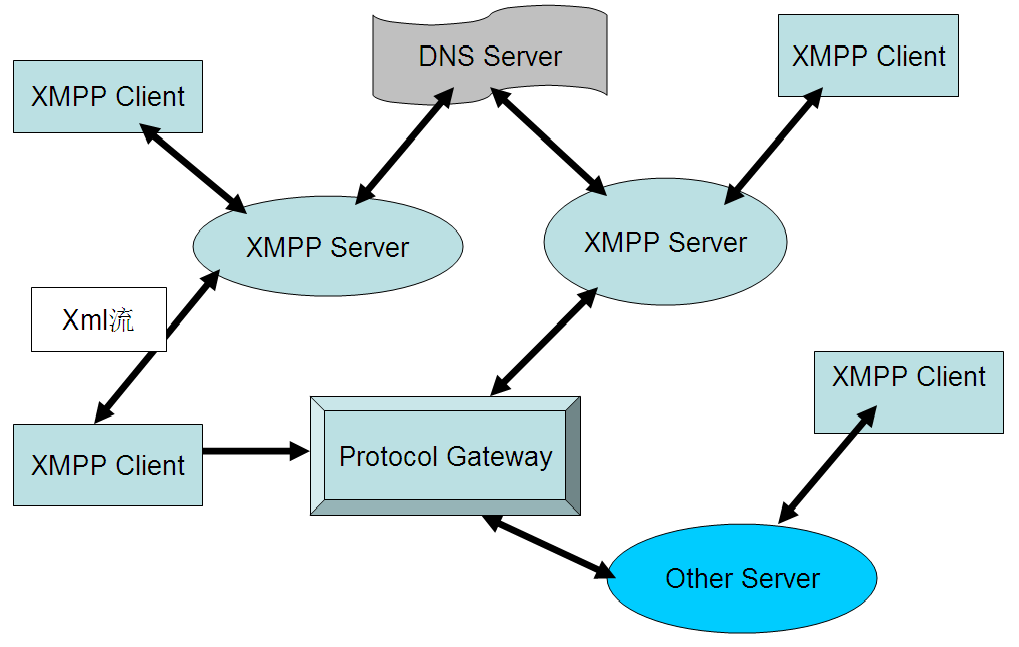 DNS Server
XMPP Client
XMPP Client
XMPP Server
XMPP Server
Xml流
XMPP Client
XMPP Client
Protocol Gateway
Other Server